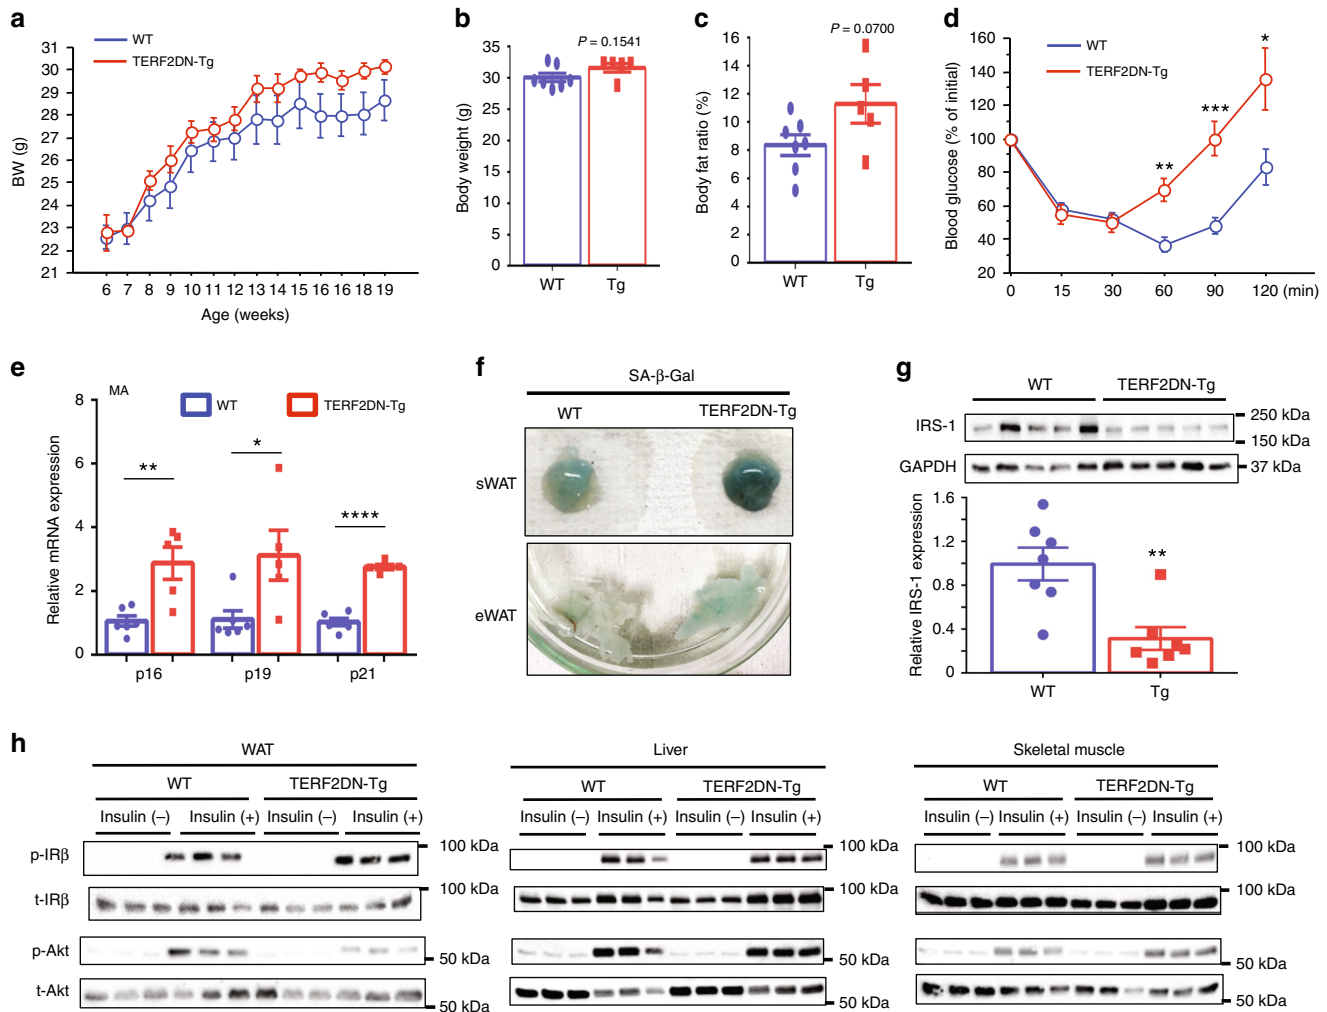 a
WT
TERF2DN-Tg
BW (g)
31
30
29
28
27
26
25
24
23
22
21
6 7 8 9 10 11 12 13 14 15 16 16 18 19
Age (weeks)
b
P = 0.1541
Body weight (g)
35
30
25
20
15
10
5
0
WT Tg
c
P = 0.0700
Body fat ratio (%)
16
14
12
10
8
6
4
2
0
WT Tg
d
WT
TERF2DN-Tg
Blood glucose (% of initial)
160
140
120
100
80
60
40
20
0 15 30 60 90 120 (min)
**
***
*
e
MA
WT
TERF2DN-Tg
Relative mRNA expression
8
6
4
2
0
**
*
****
p16 p19 p21
f
SA-β-Gal
WT TERF2DN-Tg
sWAT
eWAT
g
WT TERF2DN-Tg
IRS-1
250 kDa
150 kDa
GAPDH
37 kDa
Relative IRS-1 expression
1.6
1.2
0.8
0.4
0
**
WT Tg
h
WAT
WT TERF2DN-Tg
Insulin (–) Insulin (+) Insulin (–) Insulin (+)
p-IRβ
100 kDa
t-IRβ
100 kDa
p-Akt
50 kDa
t-Akt
50 kDa
Liver
WT TERF2DN-Tg
Insulin (–) Insulin (+) Insulin (–) Insulin (+)
100 kDa
100 kDa
50 kDa
50 kDa
Skeletal muscle
WT TERF2DN-Tg
Insulin (–) Insulin (+) Insulin (–) Insulin (+)
100 kDa
100 kDa
50 kDa
50 kDa